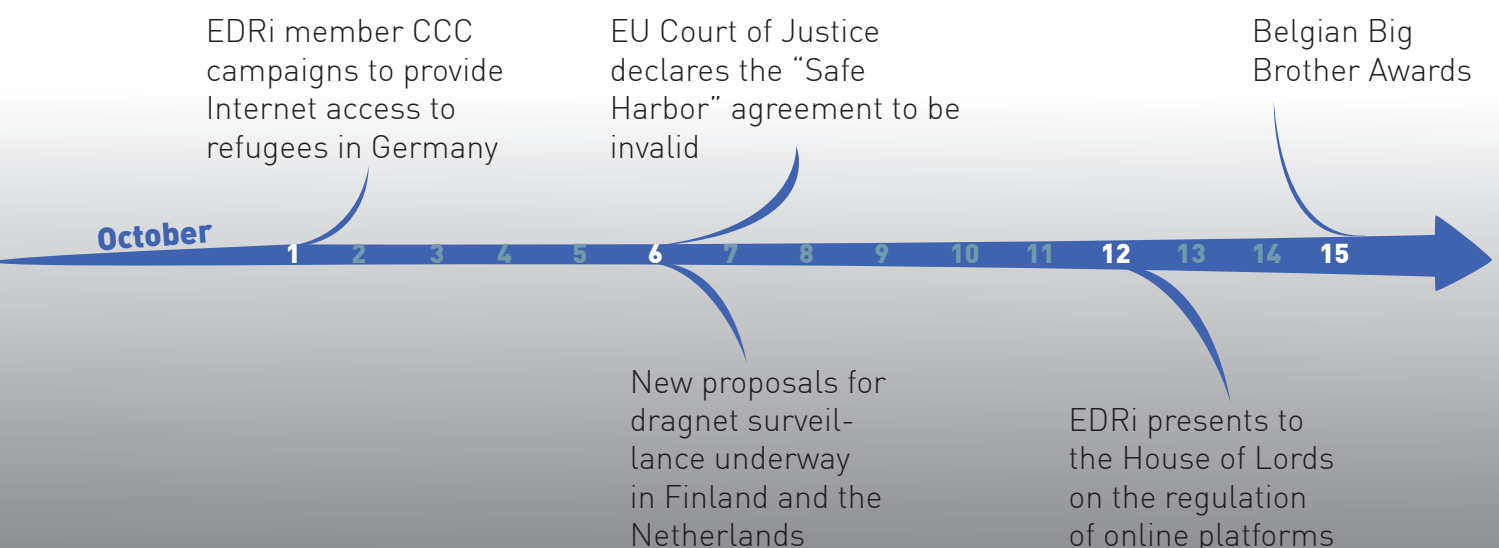 EDRi member CCC
campaigns to provide
Internet access to
refugees in Germany
EU Court of Justice
declares the “Safe
Harbor” agreement to be
invalid
Belgian Big
Brother Awards
October
1 2 3 4 5 6 7 8 9 10 11 12 13 14 15
New proposals for
dragnet surveil-
lance underway
in Finland and the
Netherlands
EDRi presents to
the House of Lords
on the regulation
of online platforms